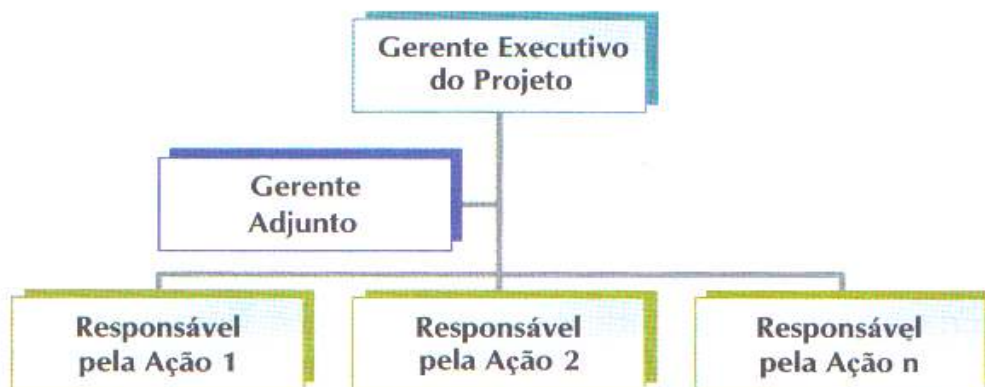 Gerente Executivo
do Projeto
Gerente
Adjunto
Responsável
pela Ação 1
Responsável
pela Ação 2
Responsável
pela Ação n